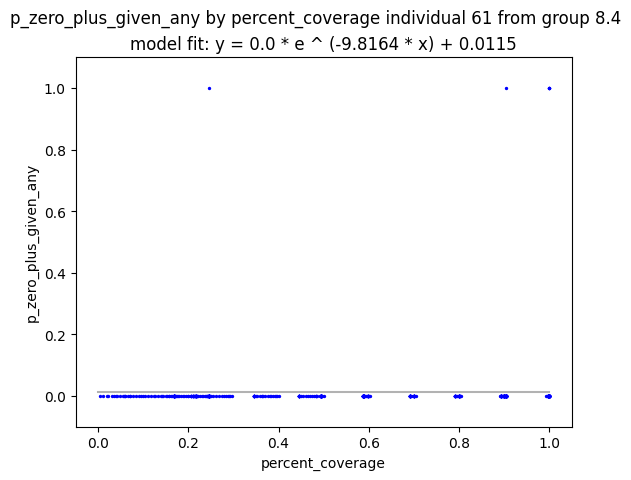 p_zero_plus_given_any by percent_coverage individual 61 from group 8.4
model fit: y = 0.0 * e ^ (-9.8164 * x) + 0.0115
1.0
0.8
0.6
0.4
0.2
0.0
p_zero_plus_given_any
0.0 0.2 0.4 0.6 0.8 1.0
percent_coverage